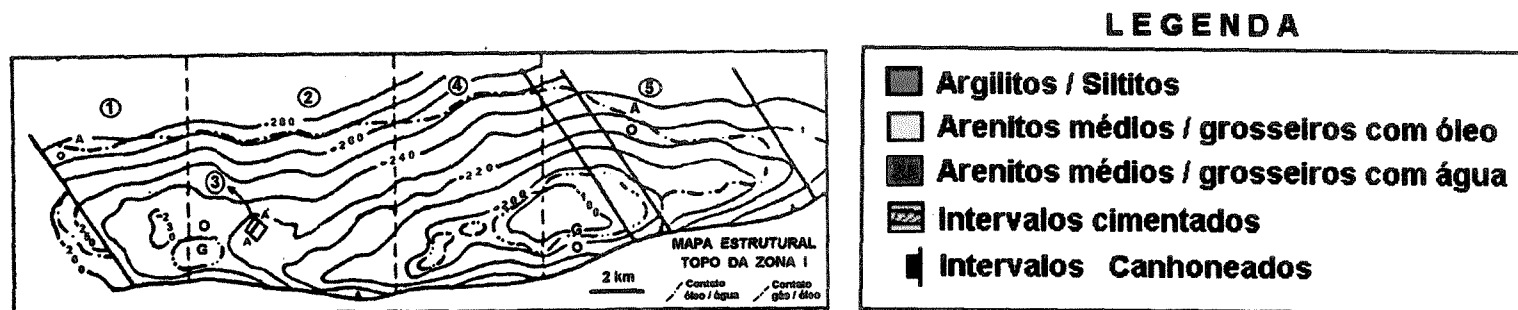 LEGENDA
Argilitos / Siltitos
Arenitos médios / grosseiros com óleo
Arenitos médios / grosseiros com água
Intervalos cimentados
Intervalos Canhoneados
1
2
4
5
A
A
O
O
-280
-260
-240
-220
-200
3
A'
A
O
G
G
O
MAPA ESTRUTURAL
TOPO DA ZONA I
2 km
Contato óleo / água
Contato gás / óleo